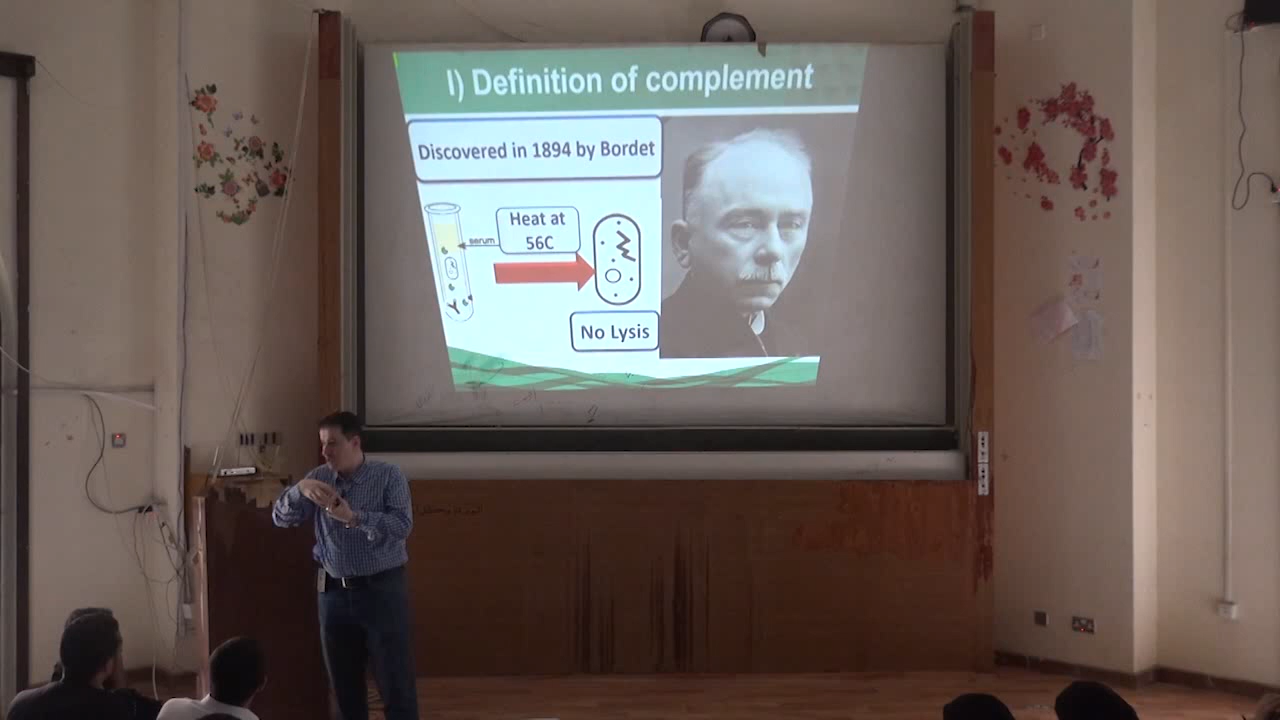 I) Definition of complement
Discovered in 1894 by Bordet
Heat at
56C
serum
No Lysis